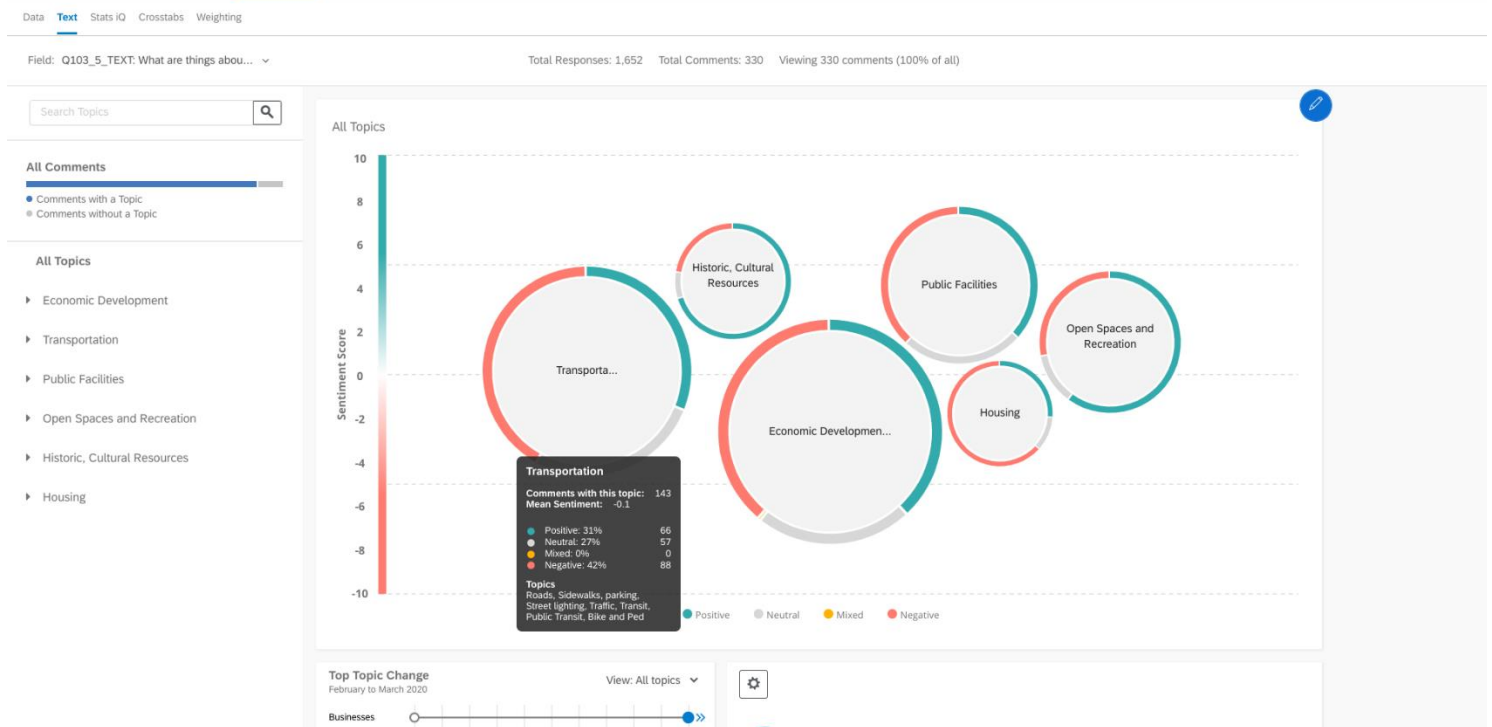 Data Text Stats iQ Crosstabs Weighting
Field: Q103_5_TEXT: What are things abou...
Total Responses: 1,652 Total Comments: 330 Viewing 330 comments (100% of all)
Search Topics
All Comments
Comments with a Topic
Comments without a Topic
All Topics
Economic Development
Transportation
Public Facilities
Open Spaces and Recreation
Historic, Cultural Resources
Housing
All Topics
Sentiment Score
10
8
6
4
2
0
-2
-4
-6
-8
-10
Historic, Cultural
Resources
Public Facilities
Open Spaces and
Recreation
Transporta...
Housing
Economic Developmen...
Transportation
Comments with this topic: 143
Mean Sentiment: -0.1
Positive: 31% 66
Neutral: 27% 57
Mixed: 0% 0
Negative: 42% 88
Topics
Roads, Sidewalks, parking,
Street lighting, Traffic, Transit,
Public Transit, Bike and Ped
Positive Neutral Mixed Negative
Top Topic Change
February to March 2020
View: All topics
Businesses